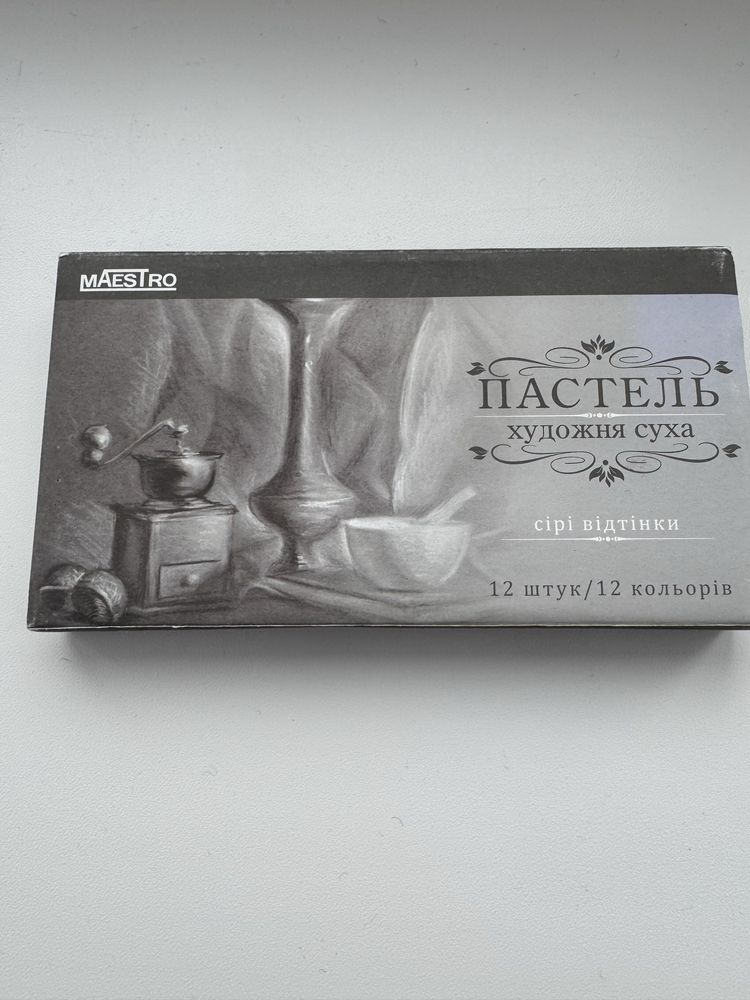 MAESTRO
ПАСТЕЛЬ
художня суха
сірі відтінки
12 штук/12 кольорів